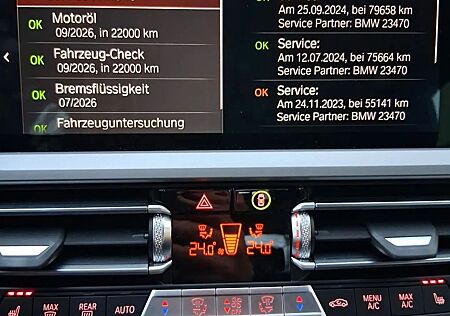 OK Motoröl
09/2026, in 22000 km
OK Fahrzeug-Check
09/2026, in 22000 km
OK Bremsflüssigkeit
07/2026
OK Fahrzeuguntersuchung
Am 25.09.2024, bei 79658 km
Service Partner: BMW 23470
OK Service:
Am 12.07.2024, bei 75664 km
Service Partner: BMW 23470
OK Service:
Am 24.11.2023, bei 55141 km
Service Partner: BMW 23470
24.0° 24.0°
MAX
REAR
AUTO
MENU
A/C
MAX
A/C